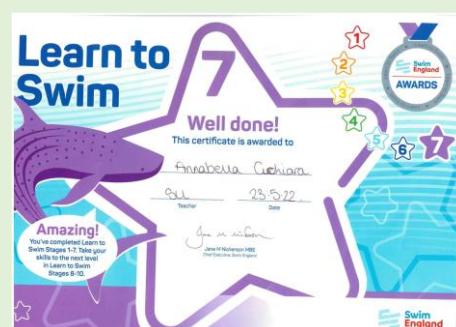 Learn to
Swim
7
1
2
3
4
5
6
7
Swim
England
AWARDS
Well done!
This certificate is awarded to
Annabella
23-5-22
Teacher
Date
Jane M Nickerson MBE
Chief Executive, Swim England
Amazing!
You've completed Learn to
Swim Stages 1-7. Take your
skills to the next level
in Learn to Swim
Stages 8-10.
Swim
England